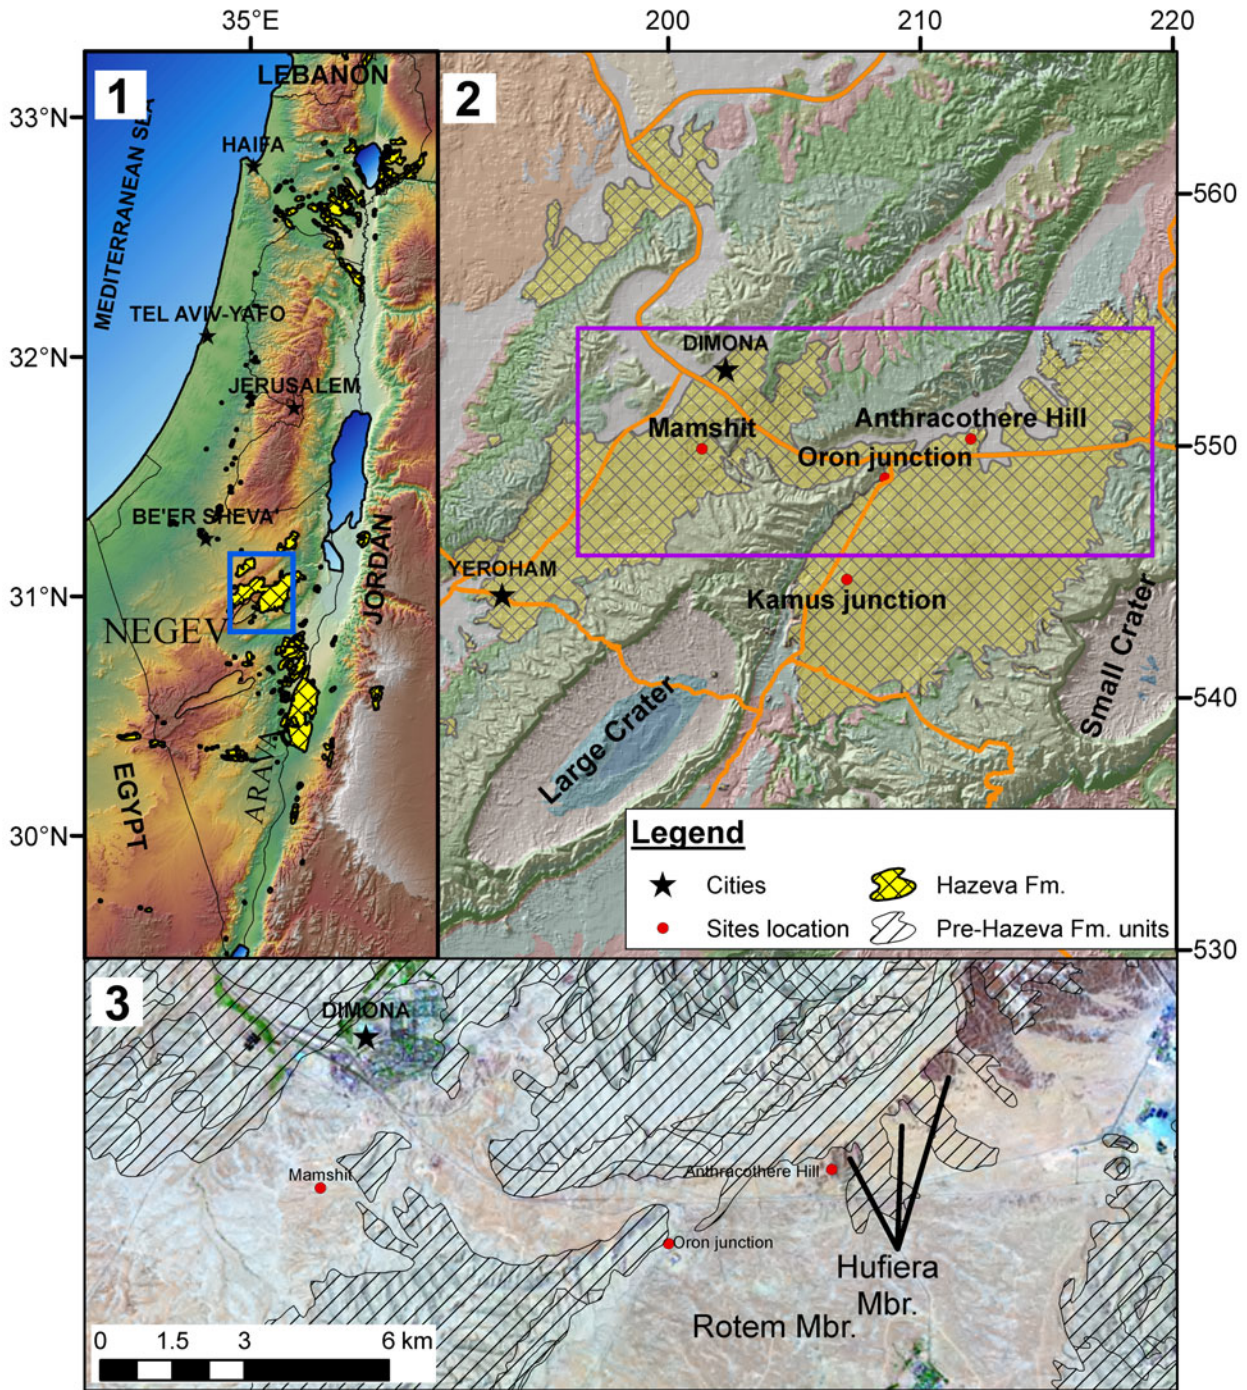 35°E
200
210
220
1
LEBANON
33°N
MEDITERRANEAN SEA
HAIFA
TEL AVIV-YAFO
32°N
JERUSALEM
BE'ER SHEVA'
31°N
JORDAN
NEGEV
EGYPT
ARAVA
30°N
2
560
DIMONA
Mamshit
Anthracothere Hill
550
Oron junction
YEROHAM
Kamus junction
Large Crater
Small Crater
540
530
Legend
Cities
Hazeva Fm.
Sites location
Pre-Hazeva Fm. units
3
DIMONA
Mamshit
Anthracothere Hill
Oron junction
Hufiera
Mbr.
Rotem Mbr.
0 1.5 3 6 km